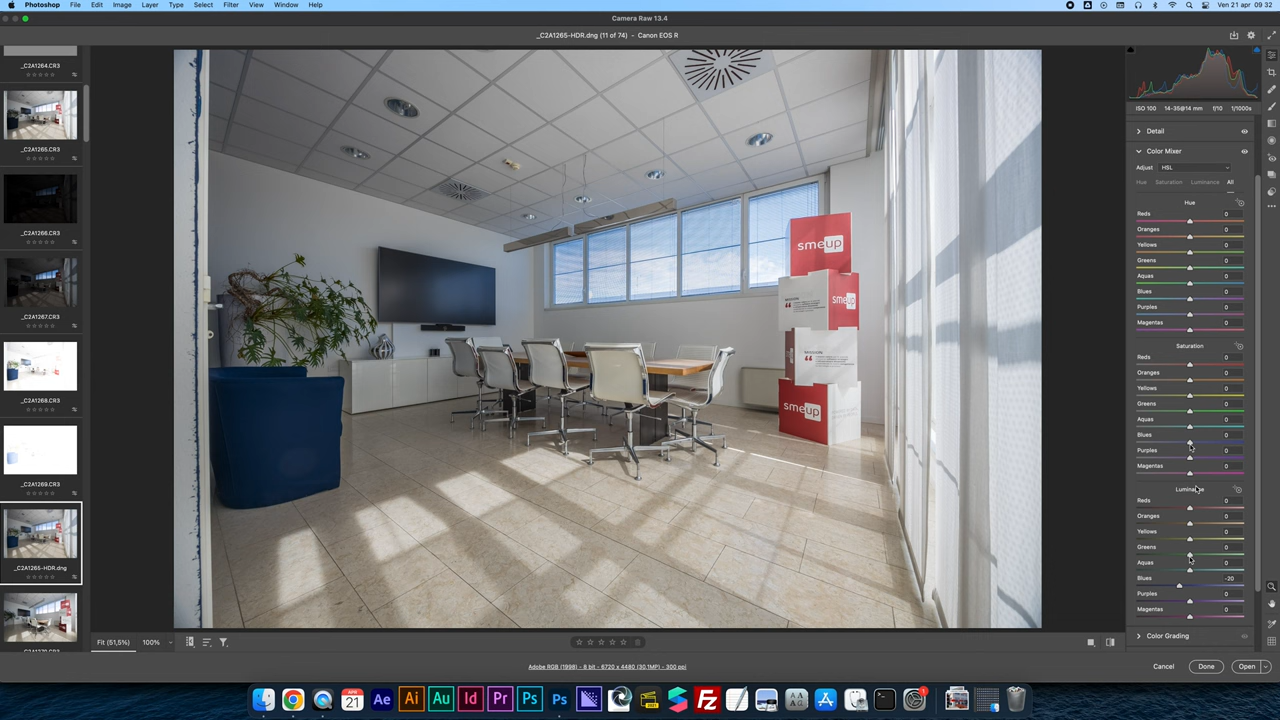 Photoshop File Edit Image Layer Type Select Filter View Window Help Ven 21 apr 09 32
Camera Raw 13.4
_C2A1265-HDR.dng (11 of 74) - Canon EOS R
_C2A1264.CR3
_C2A1265.CR3
_C2A1266.CR3
_C2A1267.CR3
_C2A1268.CR3
_C2A1269.CR3
_C2A1265-HDR.dng
smeup
smeup
MISSION
MISSION
smeup
ISO 100 14-35@14 mm f/10 1/1000s
Detail
Color Mixer
Adjust HSL
Hue Saturation Luminance All
Hue
Reds 0
Oranges 0
Yellows 0
Greens 0
Aquas 0
Blues 0
Purples 0
Magentas 0
Saturation
Reds 0
Oranges 0
Yellows 0
Greens 0
Aquas 0
Blues 0
Purples 0
Magentas 0
Luminance
Reds 0
Oranges 0
Yellows 0
Greens 0
Aquas 0
Blues -20
Purples 0
Magentas 0
Color Grading
Fit (51,5%) 100%
Adobe RGB (1998) - 8 bit - 6720 x 4480 (30,1MP) - 300 ppi
Cancel Done Open
APR
21 Ae Ai Au Id Pr Ps Ps Fz 1